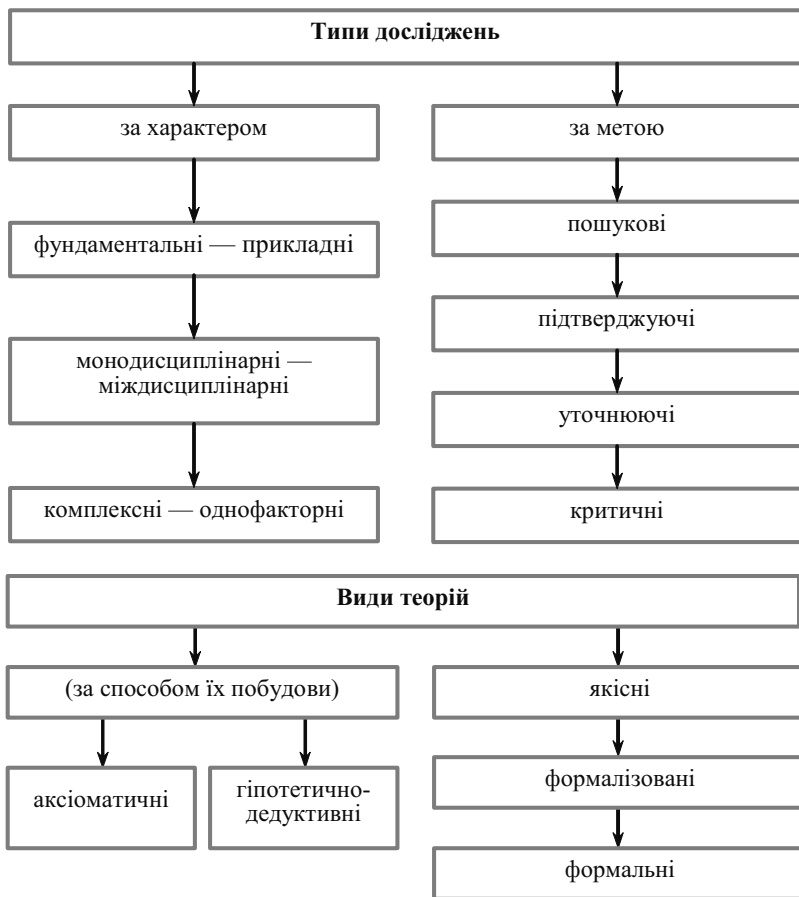 Типи досліджень
за характером
фундаментальні — прикладні
монодисциплінарні —
міждисциплінарні
комплексні — однофакторні
за метою
пошукові
підтверджуючі
уточнюючі
критичні
Види теорій
(за способом їх побудови)
аксіоматичні
гіпотетично-
дедуктивні
якісні
формалізовані
формальні